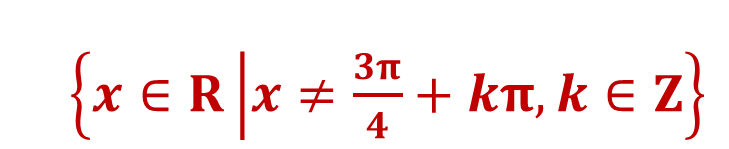 {x ∈ R | x ≠ 3π/4 + kπ, k ∈ Z}